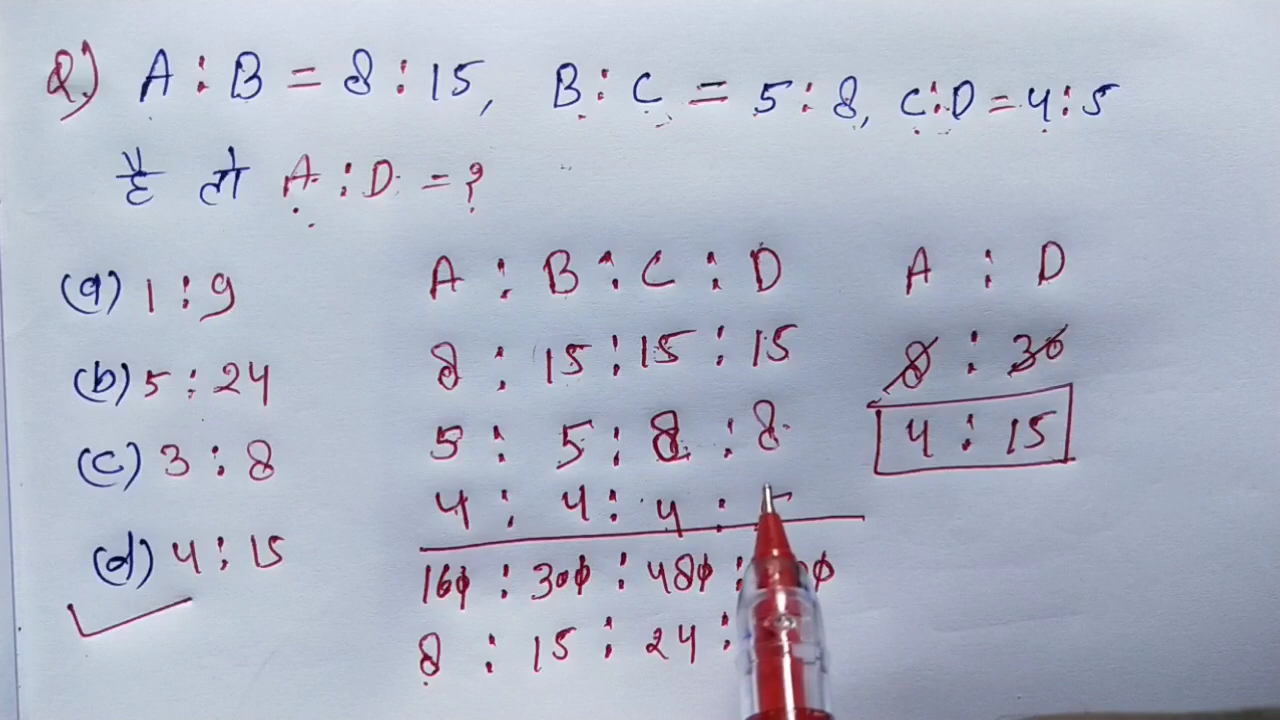 Q.) A : B = 8 : 15, B : C = 5 : 8, C : D = 4 : 5
है तो A : D = ?
(a) 1 : 9
(b) 5 : 24
(c) 3 : 8
(d) 4 : 15
A : B : C : D
8 : 15 : 15 : 15
5 : 5 : 8 : 8
4 : 4 : 4 :
160 : 300 : 480 :
8 : 15 : 24 :
A : D
8 : 30
4 : 15